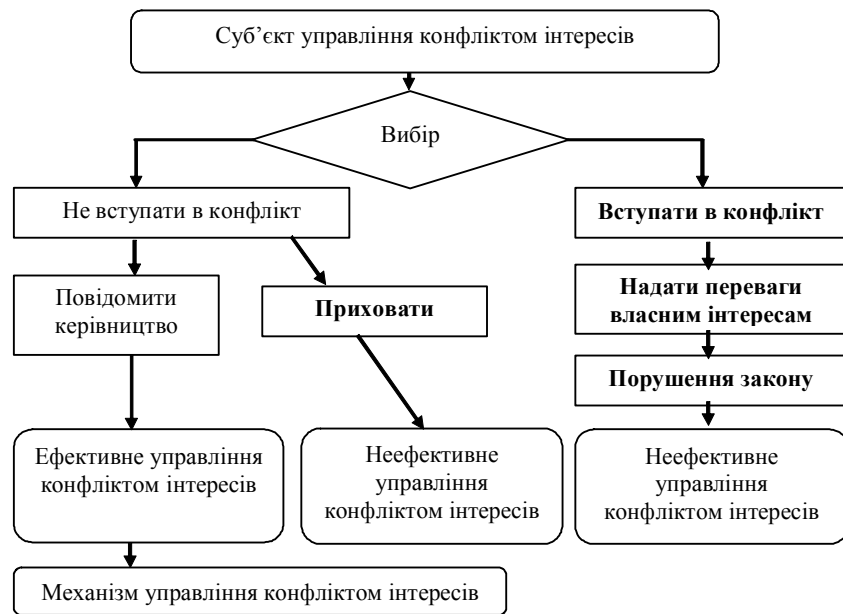 Суб’єкт управління конфліктом інтересів
Вибір
Не вступати в конфлікт
Вступати в конфлікт
Повідомити
керівництво
Приховати
Надати переваги
власним інтересам
Порушення закону
Ефективне управління
конфліктом інтересів
Неефективне
управління
конфліктом інтересів
Неефективне
управління
конфліктом інтересів
Механізм управління конфліктом інтересів